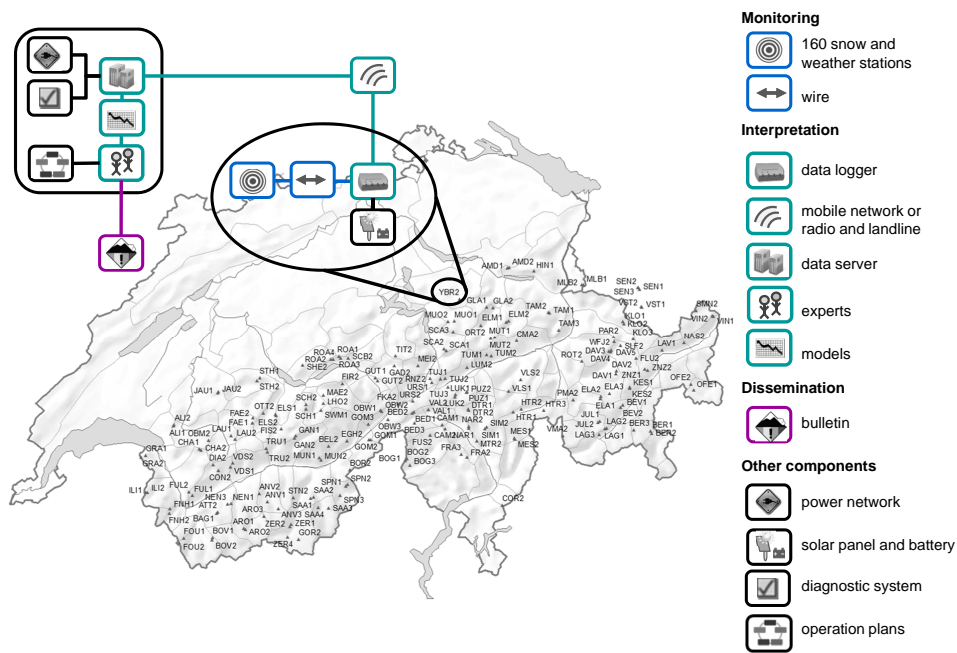 Monitoring
160 snow and
weather stations
wire
Interpretation
data logger
mobile network or
radio and landline
data server
experts
models
Dissemination
bulletin
Other components
power network
solar panel and battery
diagnostic system
operation plans
YBR2
AMD1 AMD2 HIN1
MLB2 MLB1 SEN2 SEN1
SEN3
GLA1 GLA2
TAM2 TAM1
VST2 VST1
SMN2
MUO2 MUO1 ELM1 ELM2
TAM3
KLO1
KLO2
VIN2 VIN1
SCA3 ORT2 MUT1 CMA2
PAR2 KLO3
NAS2
SCA2 SCA1 MUT2
WFJ2 SLF2 LAV1
ROA4 ROA1
ROA2 SCB2
SHE2 ROA3
TIT2
MEI2
TUM1 TUM2
LUM2
ROT2
DAV3 DAV5
DAV4 DAV2
FLU2
ZNZ2
STH1
STH2
FIR2
GUT1 GAD2
GUT2 RNZ2
TUJ1 TUJ2
VLS2
DAV1 ZNZ1
KES1
OFE2 OFE1
JAU1 JAU2
SCH2 MAE2
LHO2
FKA2
URS1
URS2
TUJ3
LUK1 PUZ2
PUZ1
VLS1
PMA2
ELA2 ELA3
KES2
BEV1
OTT2 ELS1
SCH1 SWM1
OBW1
GOM3
OBW2
BED2
VAL2 LUK2
VAL1
DTR1
DTR2
HTR2 HTR3
ELA1
JUL1
BEV2
ALI2
ALI1 OBM2
FAE2
FAE1
ELS2
FIS2
GAN1
OBW3
BED1
CAM1 NAR2
HTR1
JUL2
LAG2 BER3 BER1
BER2
GRA1
CHA1
LAU1
LAU2
TRU1
GAN2
BEL2
EGH2
GOM1
BED3
FUS2
SIM2
SIM1
MES1
VMA2
LAG3 LAG1
GRA2
DIA2
VDS2
TRU2 MUN1 MUN2
GOM2
BOR2
BOG1
BOG2
BOG3
FRA3
MTR2
FRA2
MES2
VDS1
CON2
ILI1 ILI2
FUL2 FUL1
NEN3 NEN1
ANV2
ANV1
STN2 SAA2
SPN1 SPN2
SPN3
COR2
FNH1 ATT2
ARO3
SAA1
SAA3
FNH2 BAG1
ARO1
ANV3 SAA4
FOU1 BOV1
ARO2
ZER2 ZER1
GOR2
FOU2 BOV2
ZER4